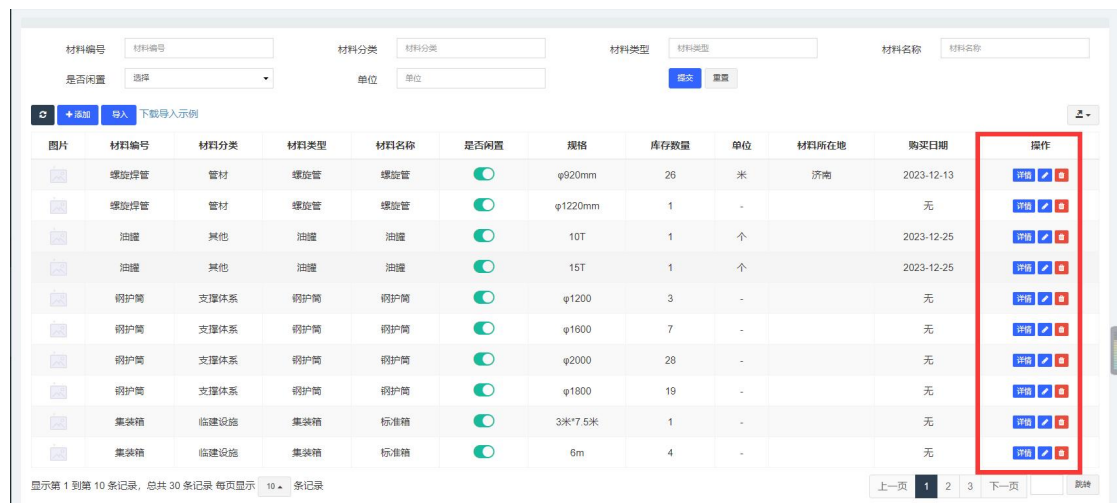 材料编号 材料编号 材料分类 材料分类 材料类型 材料类型 材料名称 材料名称
是否闲置 选择 单位 单位 提交 重置
添加 导入 下载导入示例
图片 材料编号 材料分类 材料类型 材料名称 是否闲置 规格 库存数量 单位 材料所在地 购买日期 操作
螺旋焊管 管材 螺旋管 螺旋管 φ920mm 26 米 济南 2023-12-13 详情
螺旋焊管 管材 螺旋管 螺旋管 φ1220mm 1 - 无 详情
油罐 其他 油罐 油罐 10T 1 个 2023-12-25 详情
油罐 其他 油罐 油罐 15T 1 个 2023-12-25 详情
钢护筒 支撑体系 钢护筒 钢护筒 φ1200 3 - 无 详情
钢护筒 支撑体系 钢护筒 钢护筒 φ1600 7 - 无 详情
钢护筒 支撑体系 钢护筒 钢护筒 φ2000 28 - 无 详情
钢护筒 支撑体系 钢护筒 钢护筒 φ1800 19 - 无 详情
集装箱 临建设施 集装箱 标准箱 3米*7.5米 1 - 无 详情
集装箱 临建设施 集装箱 标准箱 6m 4 - 无 详情
显示第 1 到第 10 条记录，总共 30 条记录 每页显示 10 条记录 上一页 1 2 3 下一页 跳转